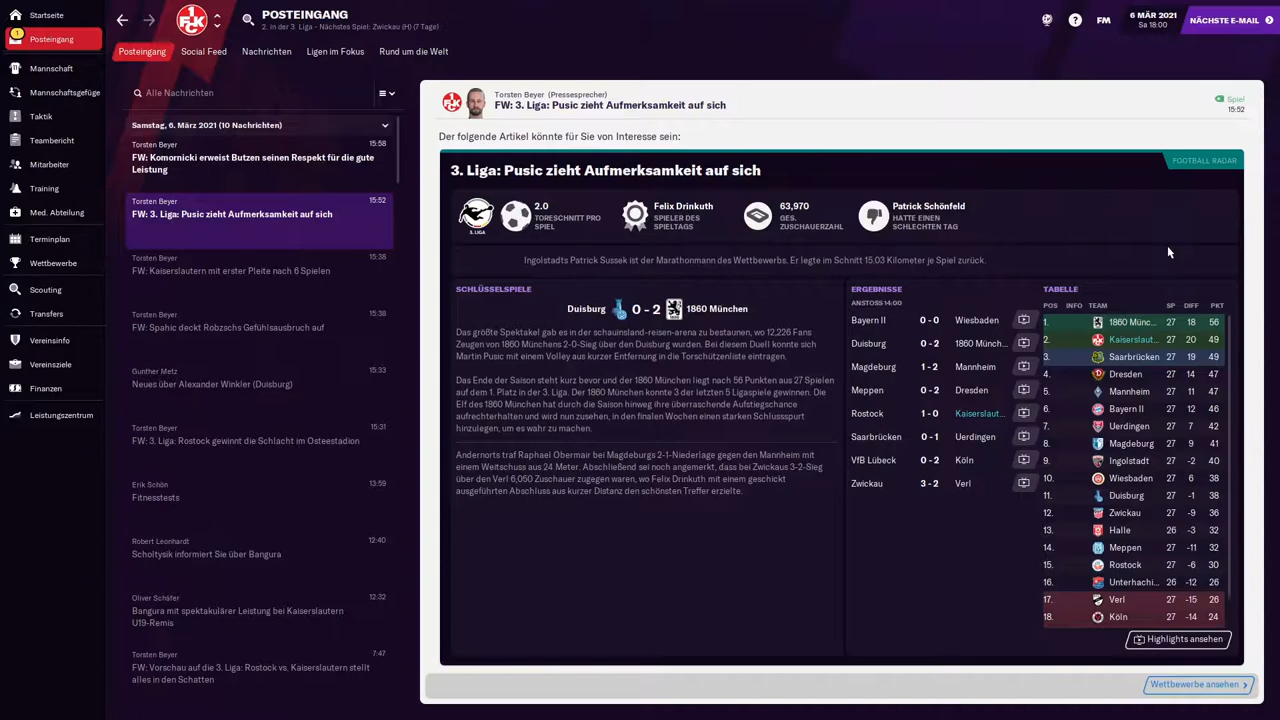 Startseite
Posteingang
1
Mannschaft
Mannschaftsgefüge
Taktik
Teambericht
Mitarbeiter
Training
Med. Abteilung
Terminplan
Wettbewerbe
Scouting
Transfers
Vereinsinfo
Vereinsziele
Finanzen
Leistungszentrum
POSTEINGANG
2. in der 3. Liga - Nächstes Spiel: Zwickau (H) (7 Tage)
FM
6 MÄR 2021
Sa 18:00
NÄCHSTE E-MAIL
Posteingang Social Feed Nachrichten Ligen im Fokus Rund um die Welt
Alle Nachrichten
Samstag, 6. März 2021 (10 Nachrichten)
Torsten Beyer 15:58
FW: Komornicki erweist Butzen seinen Respekt für die gute
Leistung
Torsten Beyer 15:52
FW: 3. Liga: Pusic zieht Aufmerksamkeit auf sich
Torsten Beyer 15:38
FW: Kaiserslautern mit erster Pleite nach 6 Spielen
Torsten Beyer 15:38
FW: Spahic deckt Robzschs Gefühlsausbruch auf
Gunther Metz 15:33
Neues über Alexander Winkler (Duisburg)
Torsten Beyer 15:31
FW: 3. Liga: Rostock gewinnt die Schlacht im Ostseestadion
Erik Schön 13:59
Fitnesstests
Robert Leonhardt 12:40
Scholtysik informiert Sie über Bangura
Oliver Schäfer 12:32
Bangura mit spektakulärer Leistung bei Kaiserslautern
U19-Remis
Torsten Beyer 7:47
FW: Vorschau auf die 3. Liga: Rostock vs. Kaiserslautern stellt
alles in den Schatten
Torsten Beyer (Pressesprecher)
FW: 3. Liga: Pusic zieht Aufmerksamkeit auf sich
Spiel
15:52
Der folgende Artikel könnte für Sie von Interesse sein:
FOOTBALL RADAR
3. Liga: Pusic zieht Aufmerksamkeit auf sich
3. LIGA
2.0
TORESCHNITT PRO
SPIEL
Felix Drinkuth
SPIELER DES
SPIELTAGS
63,970
GES.
ZUSCHAUERZAHL
Patrick Schönfeld
HATTE EINEN
SCHLECHTEN TAG
Ingolstadts Patrick Sussek ist der Marathonmann des Wettbewerbs. Er legte im Schnitt 15.03 Kilometer je Spiel zurück.
SCHLÜSSELSPIELE
Duisburg 0 - 2 1860 München
Das größte Spektakel gab es in der schauinsland-reisen-arena zu bestaunen, wo 12,226 Fans
Zeugen von 1860 Münchens 2-0-Sieg über den Duisburg wurden. Bei diesem Duell konnte sich
Martin Pusic mit einem Volley aus kurzer Entfernung in die Torschützenliste eintragen.
Das Ende der Saison steht kurz bevor und der 1860 München liegt nach 56 Punkten aus 27 Spielen
auf dem 1. Platz in der 3. Liga. Der 1860 München konnte 3 der letzten 5 Ligaspiele gewinnen. Die
Elf des 1860 München hat durch die Saison hinweg ihre überraschende Aufstiegschance
aufrechterhalten und wird nun zusehen, in den finalen Wochen einen starken Schlussspurt
hinzulegen, um es wahr zu machen.
Andernorts traf Raphael Obermair bei Magdeburgs 2-1-Niederlage gegen den Mannheim mit
einem Weitschuss aus 24 Meter. Abschließend sei noch angemerkt, dass bei Zwickaus 3-2-Sieg
über den Verl 6,050 Zuschauer zugegen waren, wo Felix Drinkuth mit einem geschickt
ausgeführten Abschluss aus kurzer Distanz den schönsten Treffer erzielte.
ERGEBNISSE
ANSTOSS 14:00
Bayern II 0 - 0 Wiesbaden
Duisburg 0 - 2 1860 Münch...
Magdeburg 1 - 2 Mannheim
Meppen 0 - 2 Dresden
Rostock 1 - 0 Kaiserslaut...
Saarbrücken 0 - 1 Uerdingen
VfB Lübeck 0 - 2 Köln
Zwickau 3 - 2 Verl
TABELLE
POS INFO TEAM SP DIFF PKT
1. 1860 Münc... 27 18 56
2. Kaiserslaut... 27 20 49
3. Saarbrücken 27 19 49
4. Dresden 27 14 47
5. Mannheim 27 11 47
6. Bayern II 27 12 46
7. Uerdingen 27 7 42
8. Magdeburg 27 9 41
9. Ingolstadt 27 -2 40
10. Wiesbaden 27 6 38
11. Duisburg 27 -1 38
12. Zwickau 27 -9 36
13. Halle 26 -3 32
14. Meppen 27 -11 32
15. Rostock 27 -6 30
16. Unterhachi... 26 -12 26
17. Verl 27 -15 26
18. Köln 27 -14 24
Highlights ansehen
Wettbewerbe ansehen